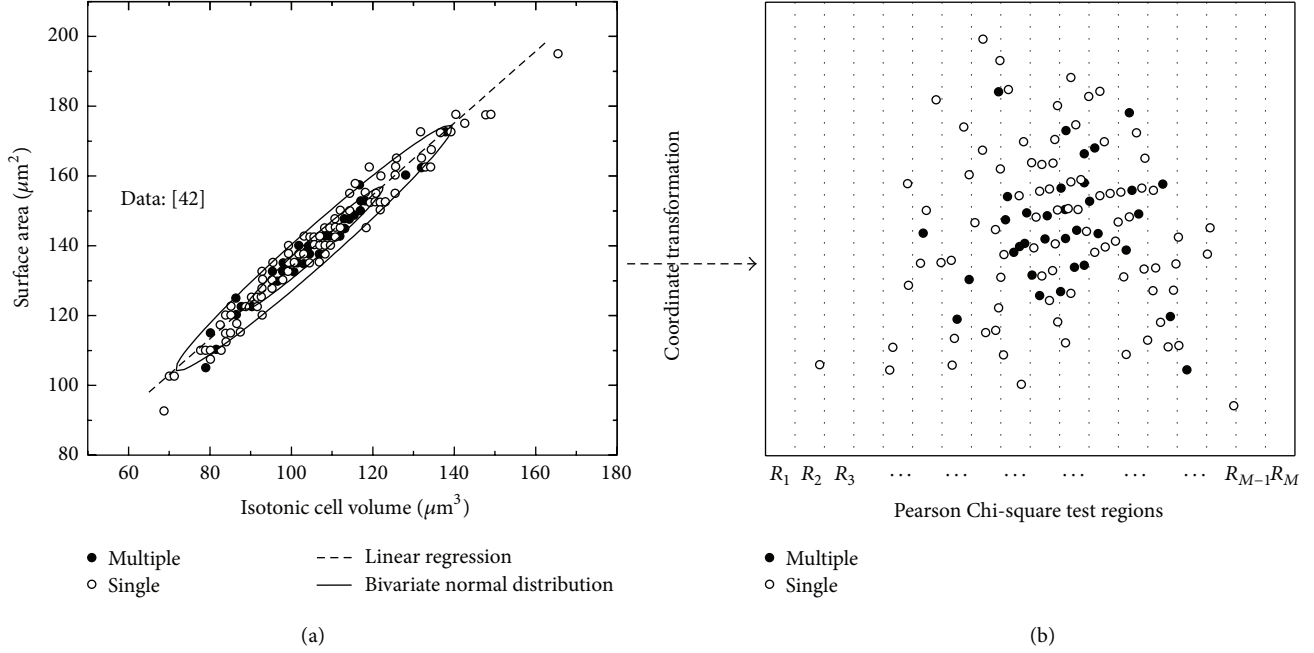 200
180
160
140
120
100
80
Surface area (μm²)
Data: [42]
60 80 100 120 140 160 180
Isotonic cell volume (μm³)
Multiple
Single
Linear regression
Bivariate normal distribution
(a)
Coordinate transformation
R₁ R₂ R₃ ··· ··· ··· ··· ··· ··· R_{M−1} R_M
Pearson Chi-square test regions
Multiple
Single
(b)